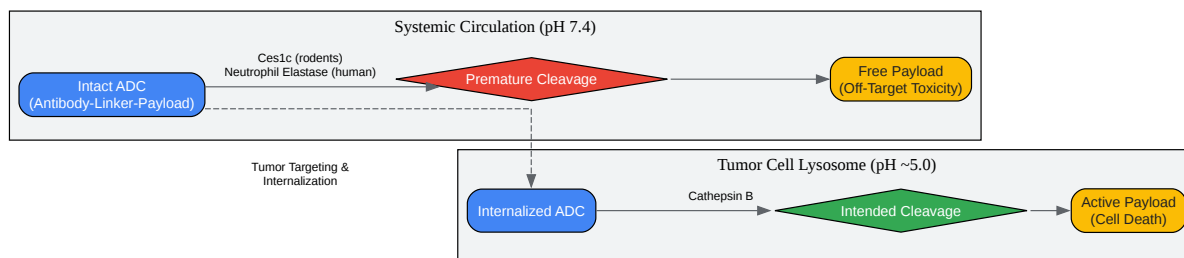 Systemic Circulation (pH 7.4)
Ces1c (rodents)
Neutrophil Elastase (human)
Intact ADC
(Antibody-Linker-Payload)
Premature Cleavage
Free Payload
(Off-Target Toxicity)
Tumor Targeting &
Internalization
Tumor Cell Lysosome (pH ~5.0)
Internalized ADC
Cathepsin B
Intended Cleavage
Active Payload
(Cell Death)